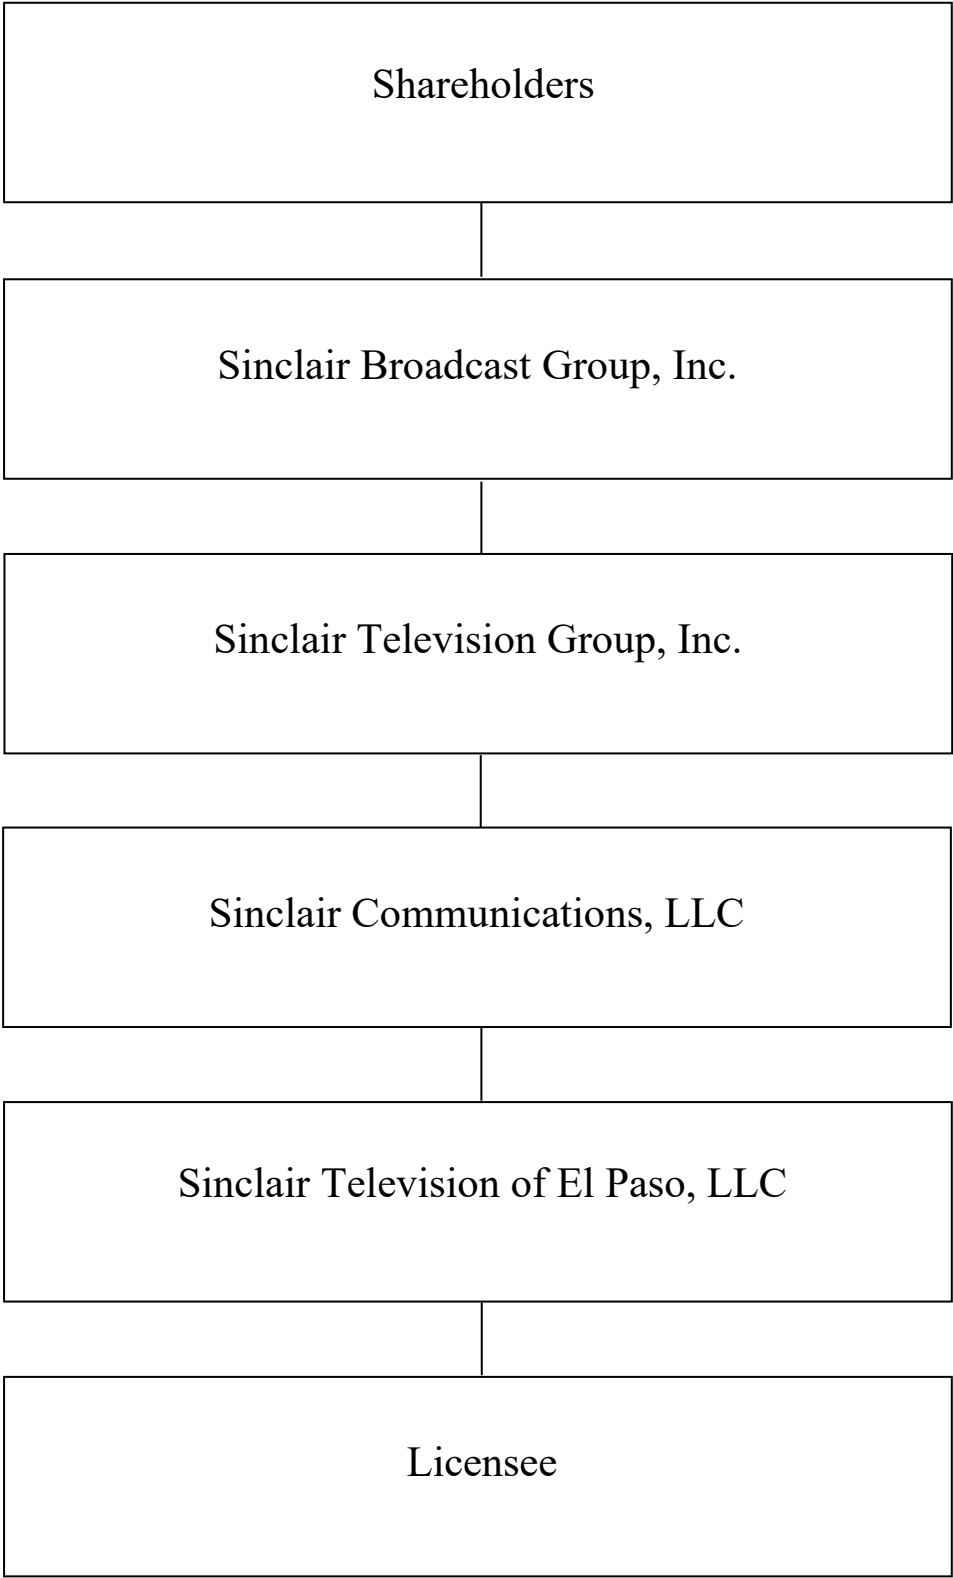 Shareholders
Sinclair Broadcast Group, Inc.
Sinclair Television Group, Inc.
Sinclair Communications, LLC
Sinclair Television of El Paso, LLC
Licensee